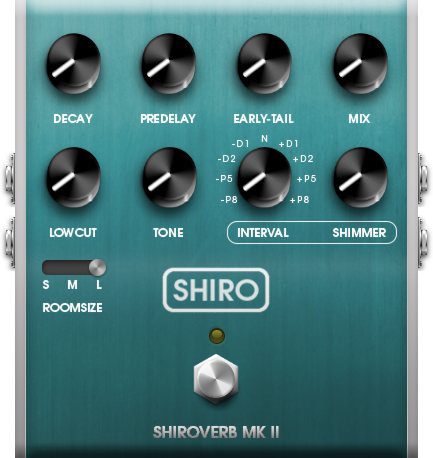 DECAY PREDELAY EARLY-TAIL MIX
N
-D1 +D1
-D2 +D2
-P5 +P5
-P8 +P8
LOWCUT TONE INTERVAL SHIMMER
S M L
ROOMSIZE
SHIRO
SHIROVERB MK II